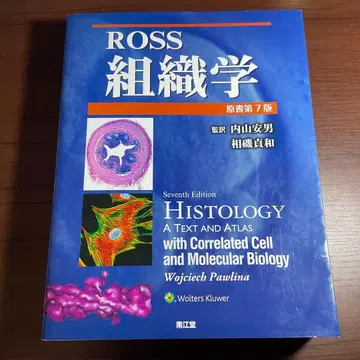 ROSS
組織学
原書第7版
監訳 内山安男
相磯貞和
Seventh Edition
HISTOLOGY
A TEXT AND ATLAS
with Correlated Cell
and Molecular Biology
Wojciech Pawlina
Wolters Kluwer
南江堂